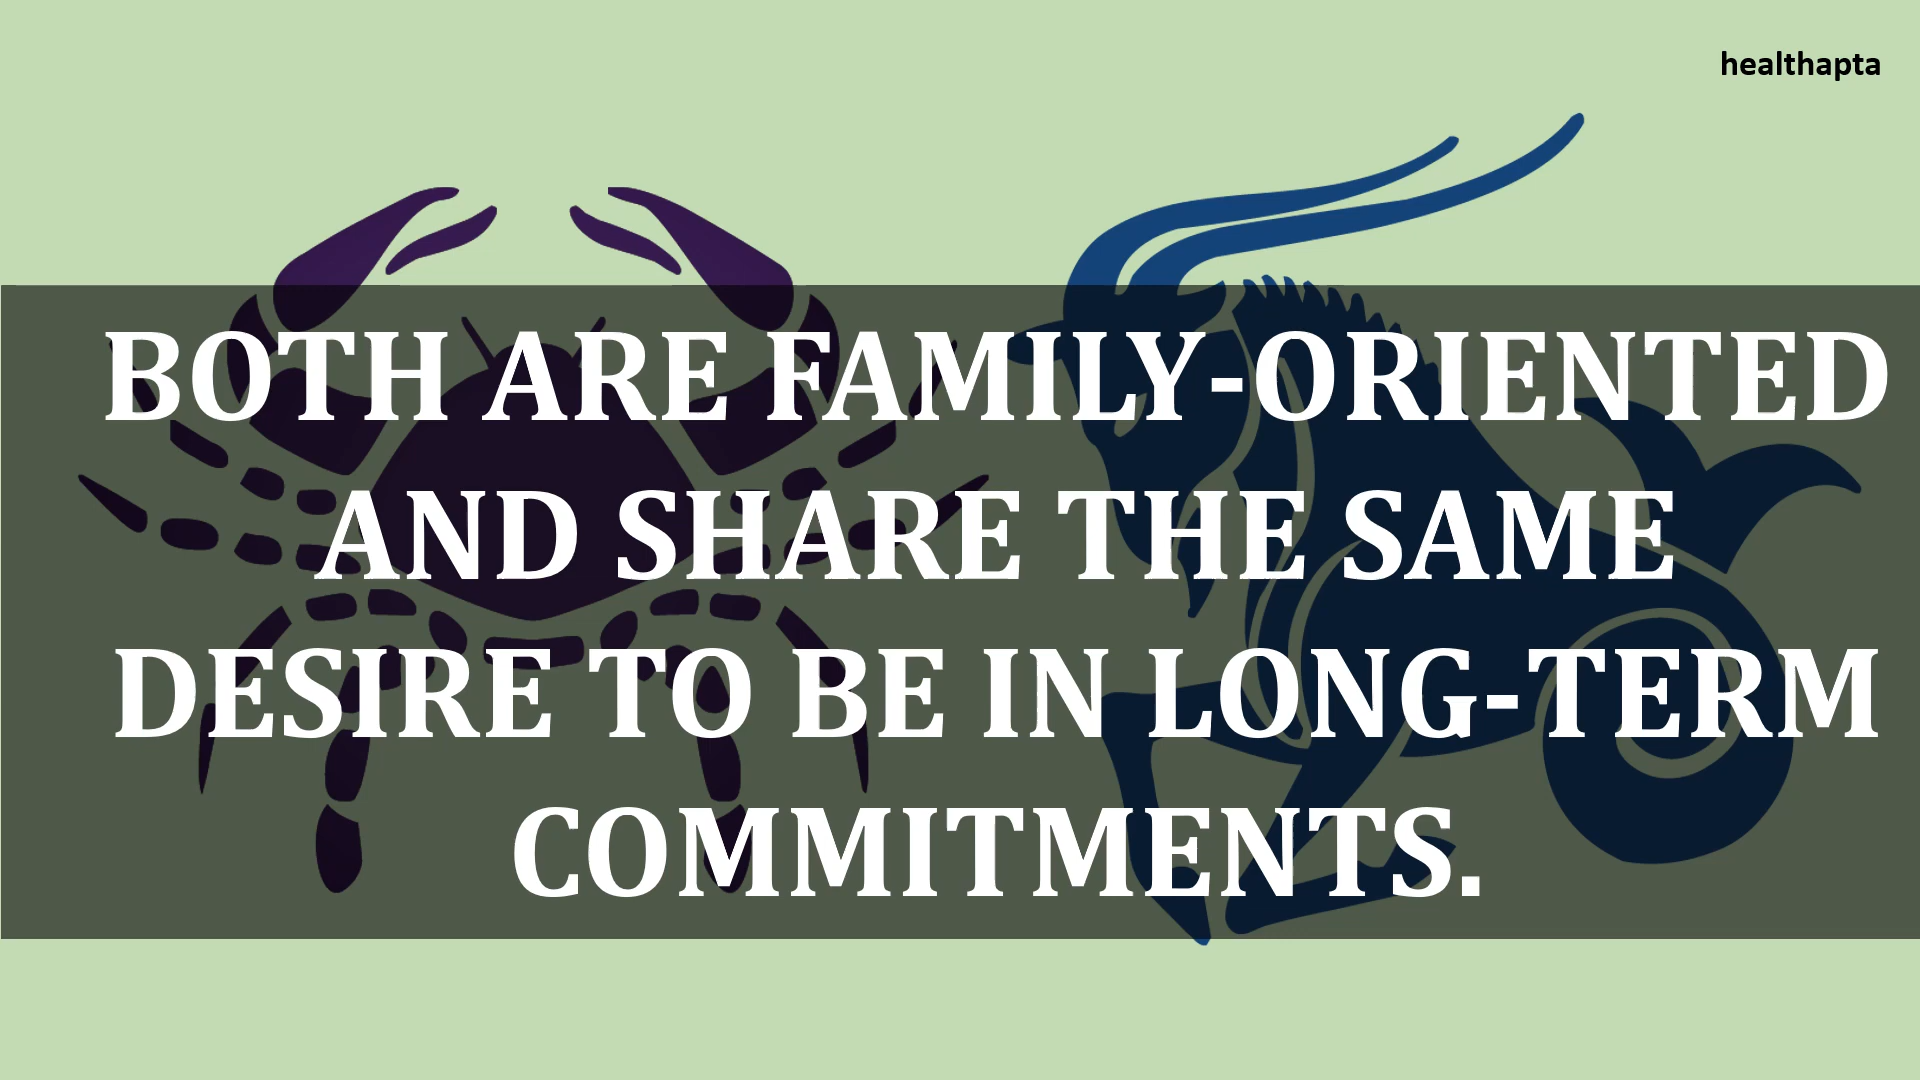 healthapta
BOTH ARE FAMILY-ORIENTED
AND SHARE THE SAME
DESIRE TO BE IN LONG-TERM
COMMITMENTS.